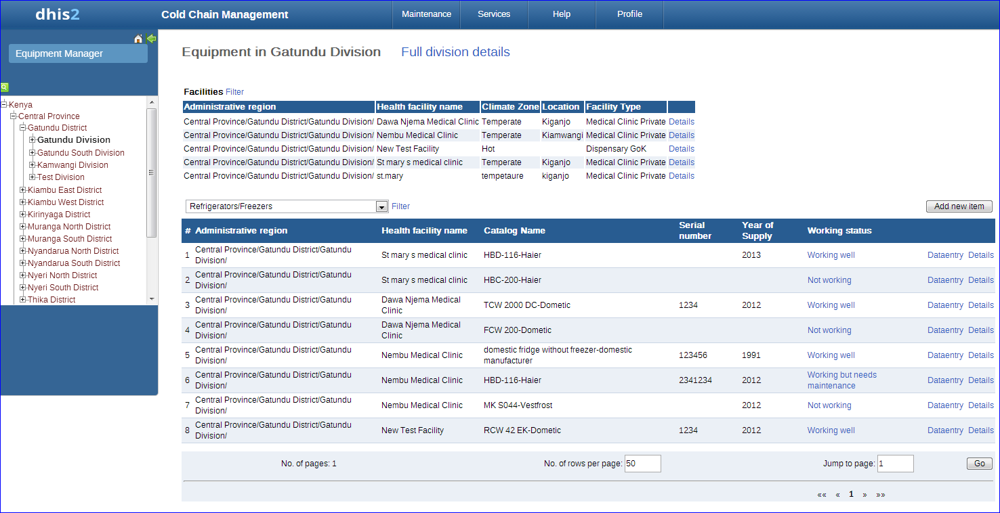 dhis2 Cold Chain Management Maintenance Services Help Profile
Equipment Manager
Kenya
Central Province
Gatundu District
Gatundu Division
Gatundu South Division
Kamwangi Division
Test Division
Kiambu East District
Kiambu West District
Kirinyaga District
Muranga North District
Muranga South District
Nyandarua North District
Nyandarua South District
Nyeri North District
Nyeri South District
Thika District
Equipment in Gatundu Division Full division details
Facilities Filter
Administrative region Health facility name Climate Zone Location Facility Type
Central Province/Gatundu District/Gatundu Division/ Dawa Njema Medical Clinic Temperate Kiganjo Medical Clinic Private Details
Central Province/Gatundu District/Gatundu Division/ Nembu Medical Clinic Temperate Kiamwangi Medical Clinic Private Details
Central Province/Gatundu District/Gatundu Division/ New Test Facility Hot Dispensary GoK Details
Central Province/Gatundu District/Gatundu Division/ St mary s medical clinic Temperate Kiganjo Medical Clinic Private Details
Central Province/Gatundu District/Gatundu Division/ st.mary tempetaure kiganjo Medical Clinic Private Details
Refrigerators/Freezers Filter Add new item
# Administrative region Health facility name Catalog Name Serial number Year of Supply Working status
1 Central Province/Gatundu District/Gatundu Division/ St mary s medical clinic HBD-116-Haier 2013 Working well Dataentry Details
2 Central Province/Gatundu District/Gatundu Division/ St mary s medical clinic HBC-200-Haier Not working Dataentry Details
3 Central Province/Gatundu District/Gatundu Division/ Dawa Njema Medical Clinic TCW 2000 DC-Dometic 1234 2012 Working well Dataentry Details
4 Central Province/Gatundu District/Gatundu Division/ Dawa Njema Medical Clinic FCW 200-Dometic Not working Dataentry Details
5 Central Province/Gatundu District/Gatundu Division/ Nembu Medical Clinic domestic fridge without freezer-domestic manufacturer 123456 1991 Working well Dataentry Details
6 Central Province/Gatundu District/Gatundu Division/ Nembu Medical Clinic HBD-116-Haier 2341234 2012 Working but needs maintenance Dataentry Details
7 Central Province/Gatundu District/Gatundu Division/ Nembu Medical Clinic MK S044-Vestfrost 2012 Not working Dataentry Details
8 Central Province/Gatundu District/Gatundu Division/ New Test Facility RCW 42 EK-Dometic 1234 2012 Working well Dataentry Details
No. of pages: 1 No. of rows per page: 50 Jump to page: 1 Go
«« « 1 » »»